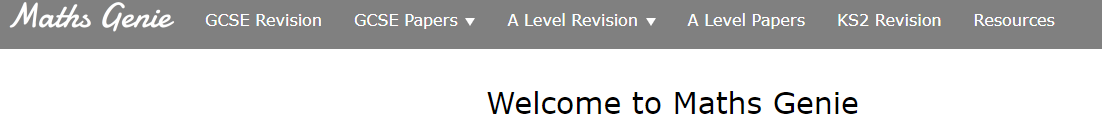 Maths Genie GCSE Revision GCSE Papers ▼ A Level Revision ▼ A Level Papers KS2 Revision Resources
Welcome to Maths Genie